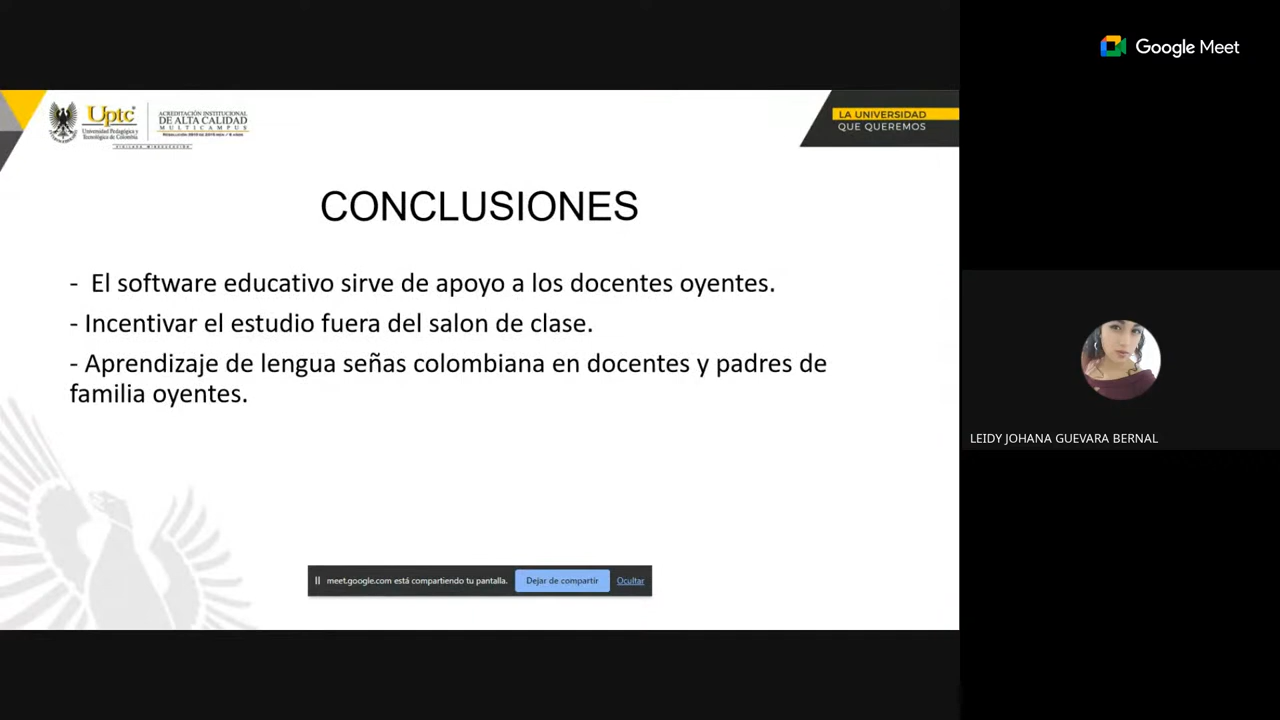 Google Meet
Uptc
Universidad Pedagógica y
Tecnológica de Colombia
ACREDITACIÓN INSTITUCIONAL
DE ALTA CALIDAD
MULTICAMPUS
LA UNIVERSIDAD
QUE QUEREMOS
CONCLUSIONES
- El software educativo sirve de apoyo a los docentes oyentes.
- Incentivar el estudio fuera del salon de clase.
- Aprendizaje de lengua señas colombiana en docentes y padres de
familia oyentes.
LEIDY JOHANA GUEVARA BERNAL
meet.google.com está compartiendo tu pantalla.
Dejar de compartir
Ocultar